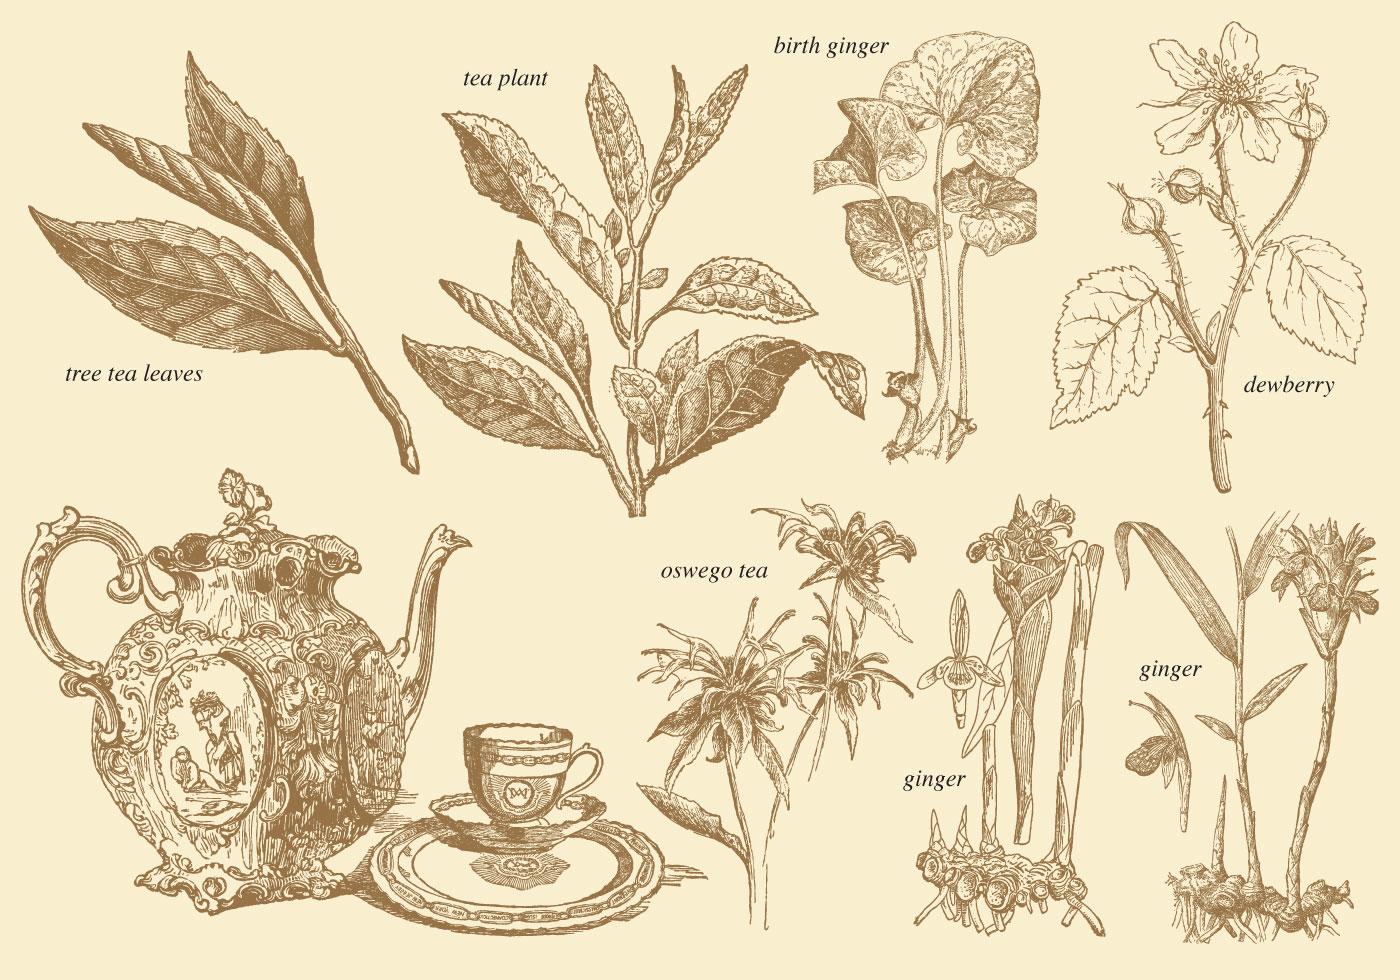 tea plant
birth ginger
tree tea leaves
dewberry
oswego tea
ginger
ginger